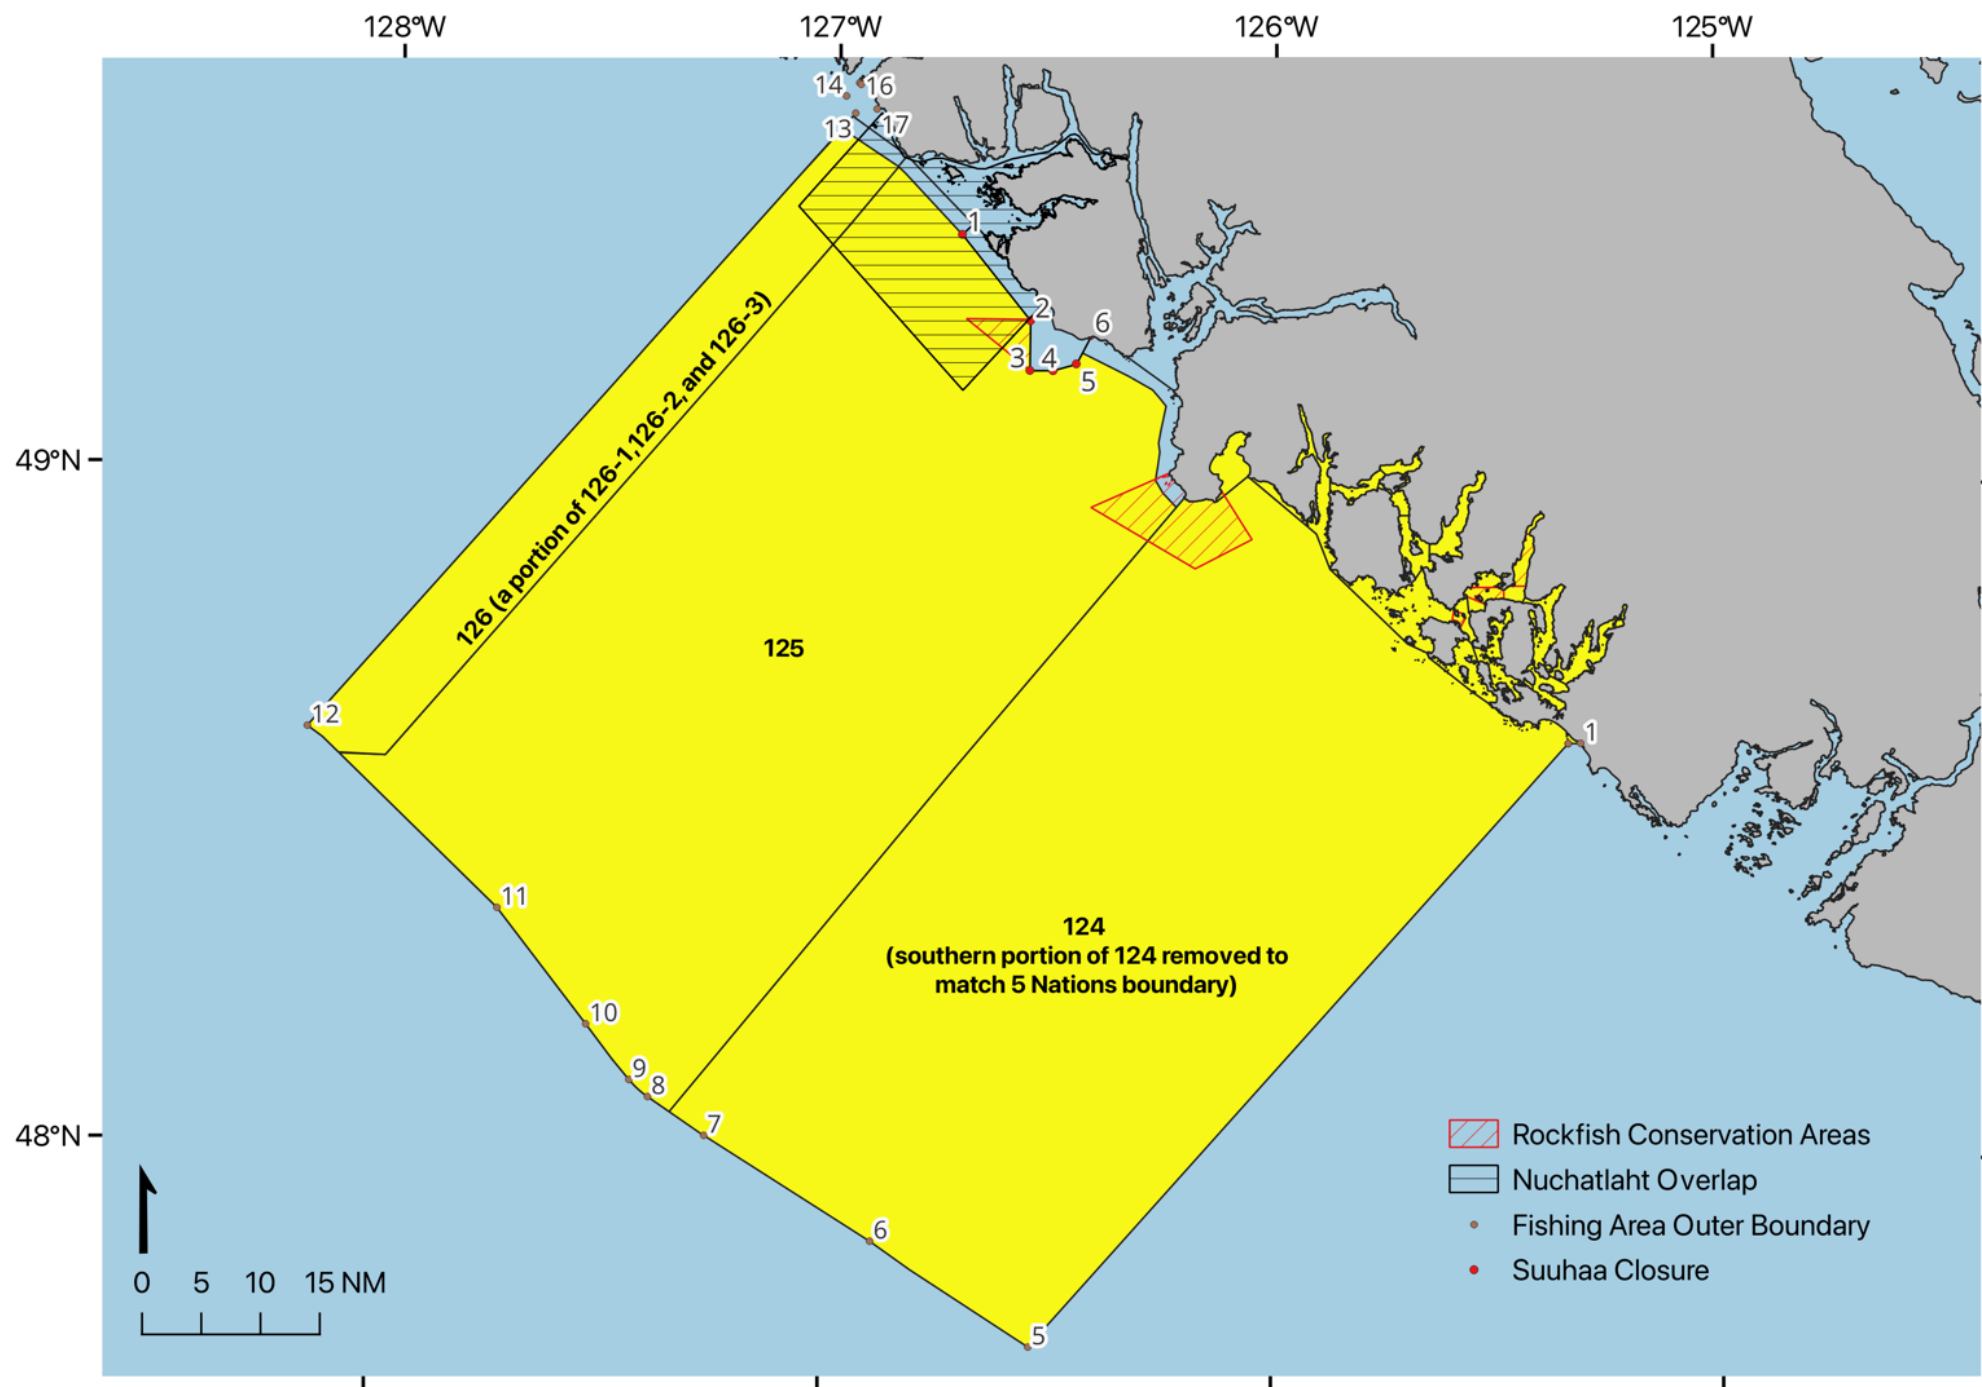 128°W
127°W
126°W
125°W
14
16
13
17
1
2
6
3
4
5
49°N
126 (a portion of 126-1,126-2, and 126-3)
125
12
1
11
124
(southern portion of 124 removed to
match 5 Nations boundary)
10
9
8
7
48°N
6
5
Rockfish Conservation Areas
Nuchatlaht Overlap
Fishing Area Outer Boundary
Suuhaa Closure
0 5 10 15 NM